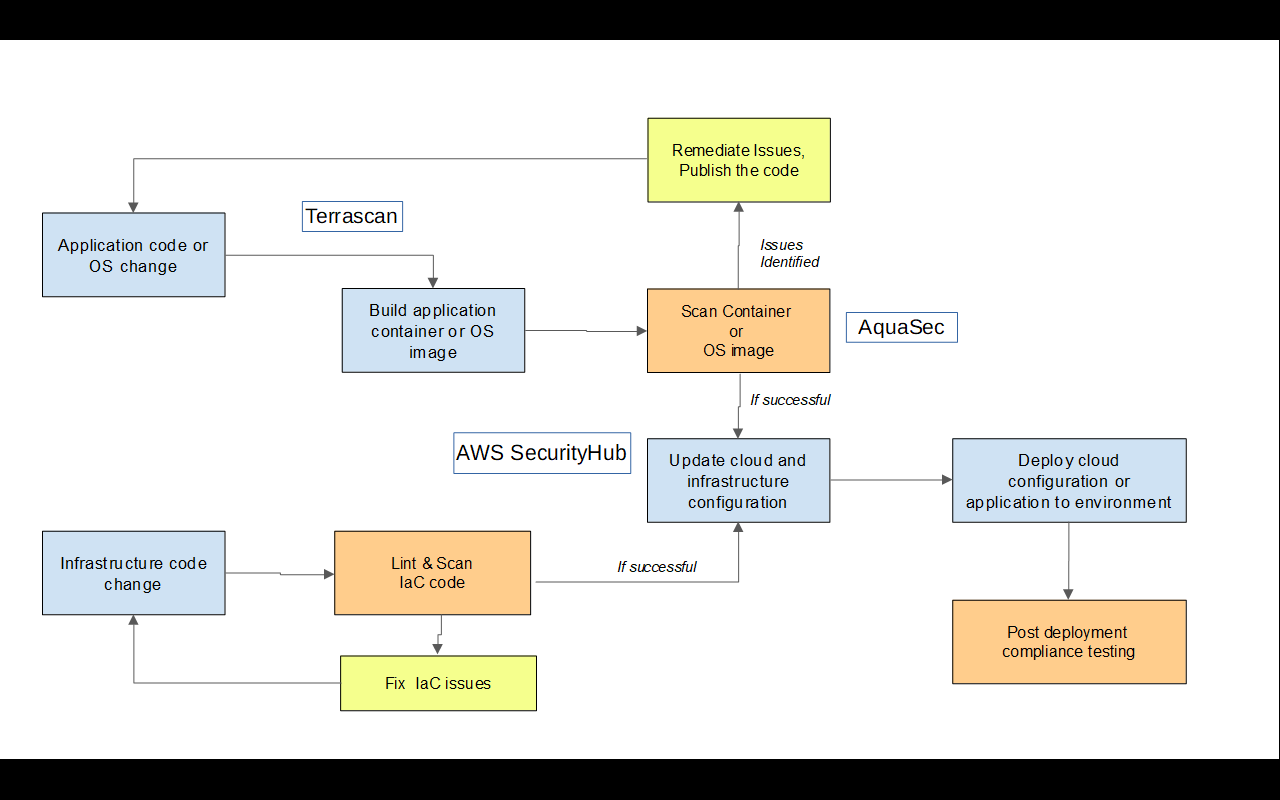 Remediate Issues,
Publish the code
Terrascan
Application code or
OS change
Issues
Identified
Build application
container or OS
image
Scan Container
or
OS image
AquaSec
If successful
AWS SecurityHub
Update cloud and
infrastructure
configuration
Deploy cloud
configuration or
application to environment
Infrastructure code
change
Lint & Scan
IaC code
If successful
Post deployment
compliance testing
Fix IaC issues